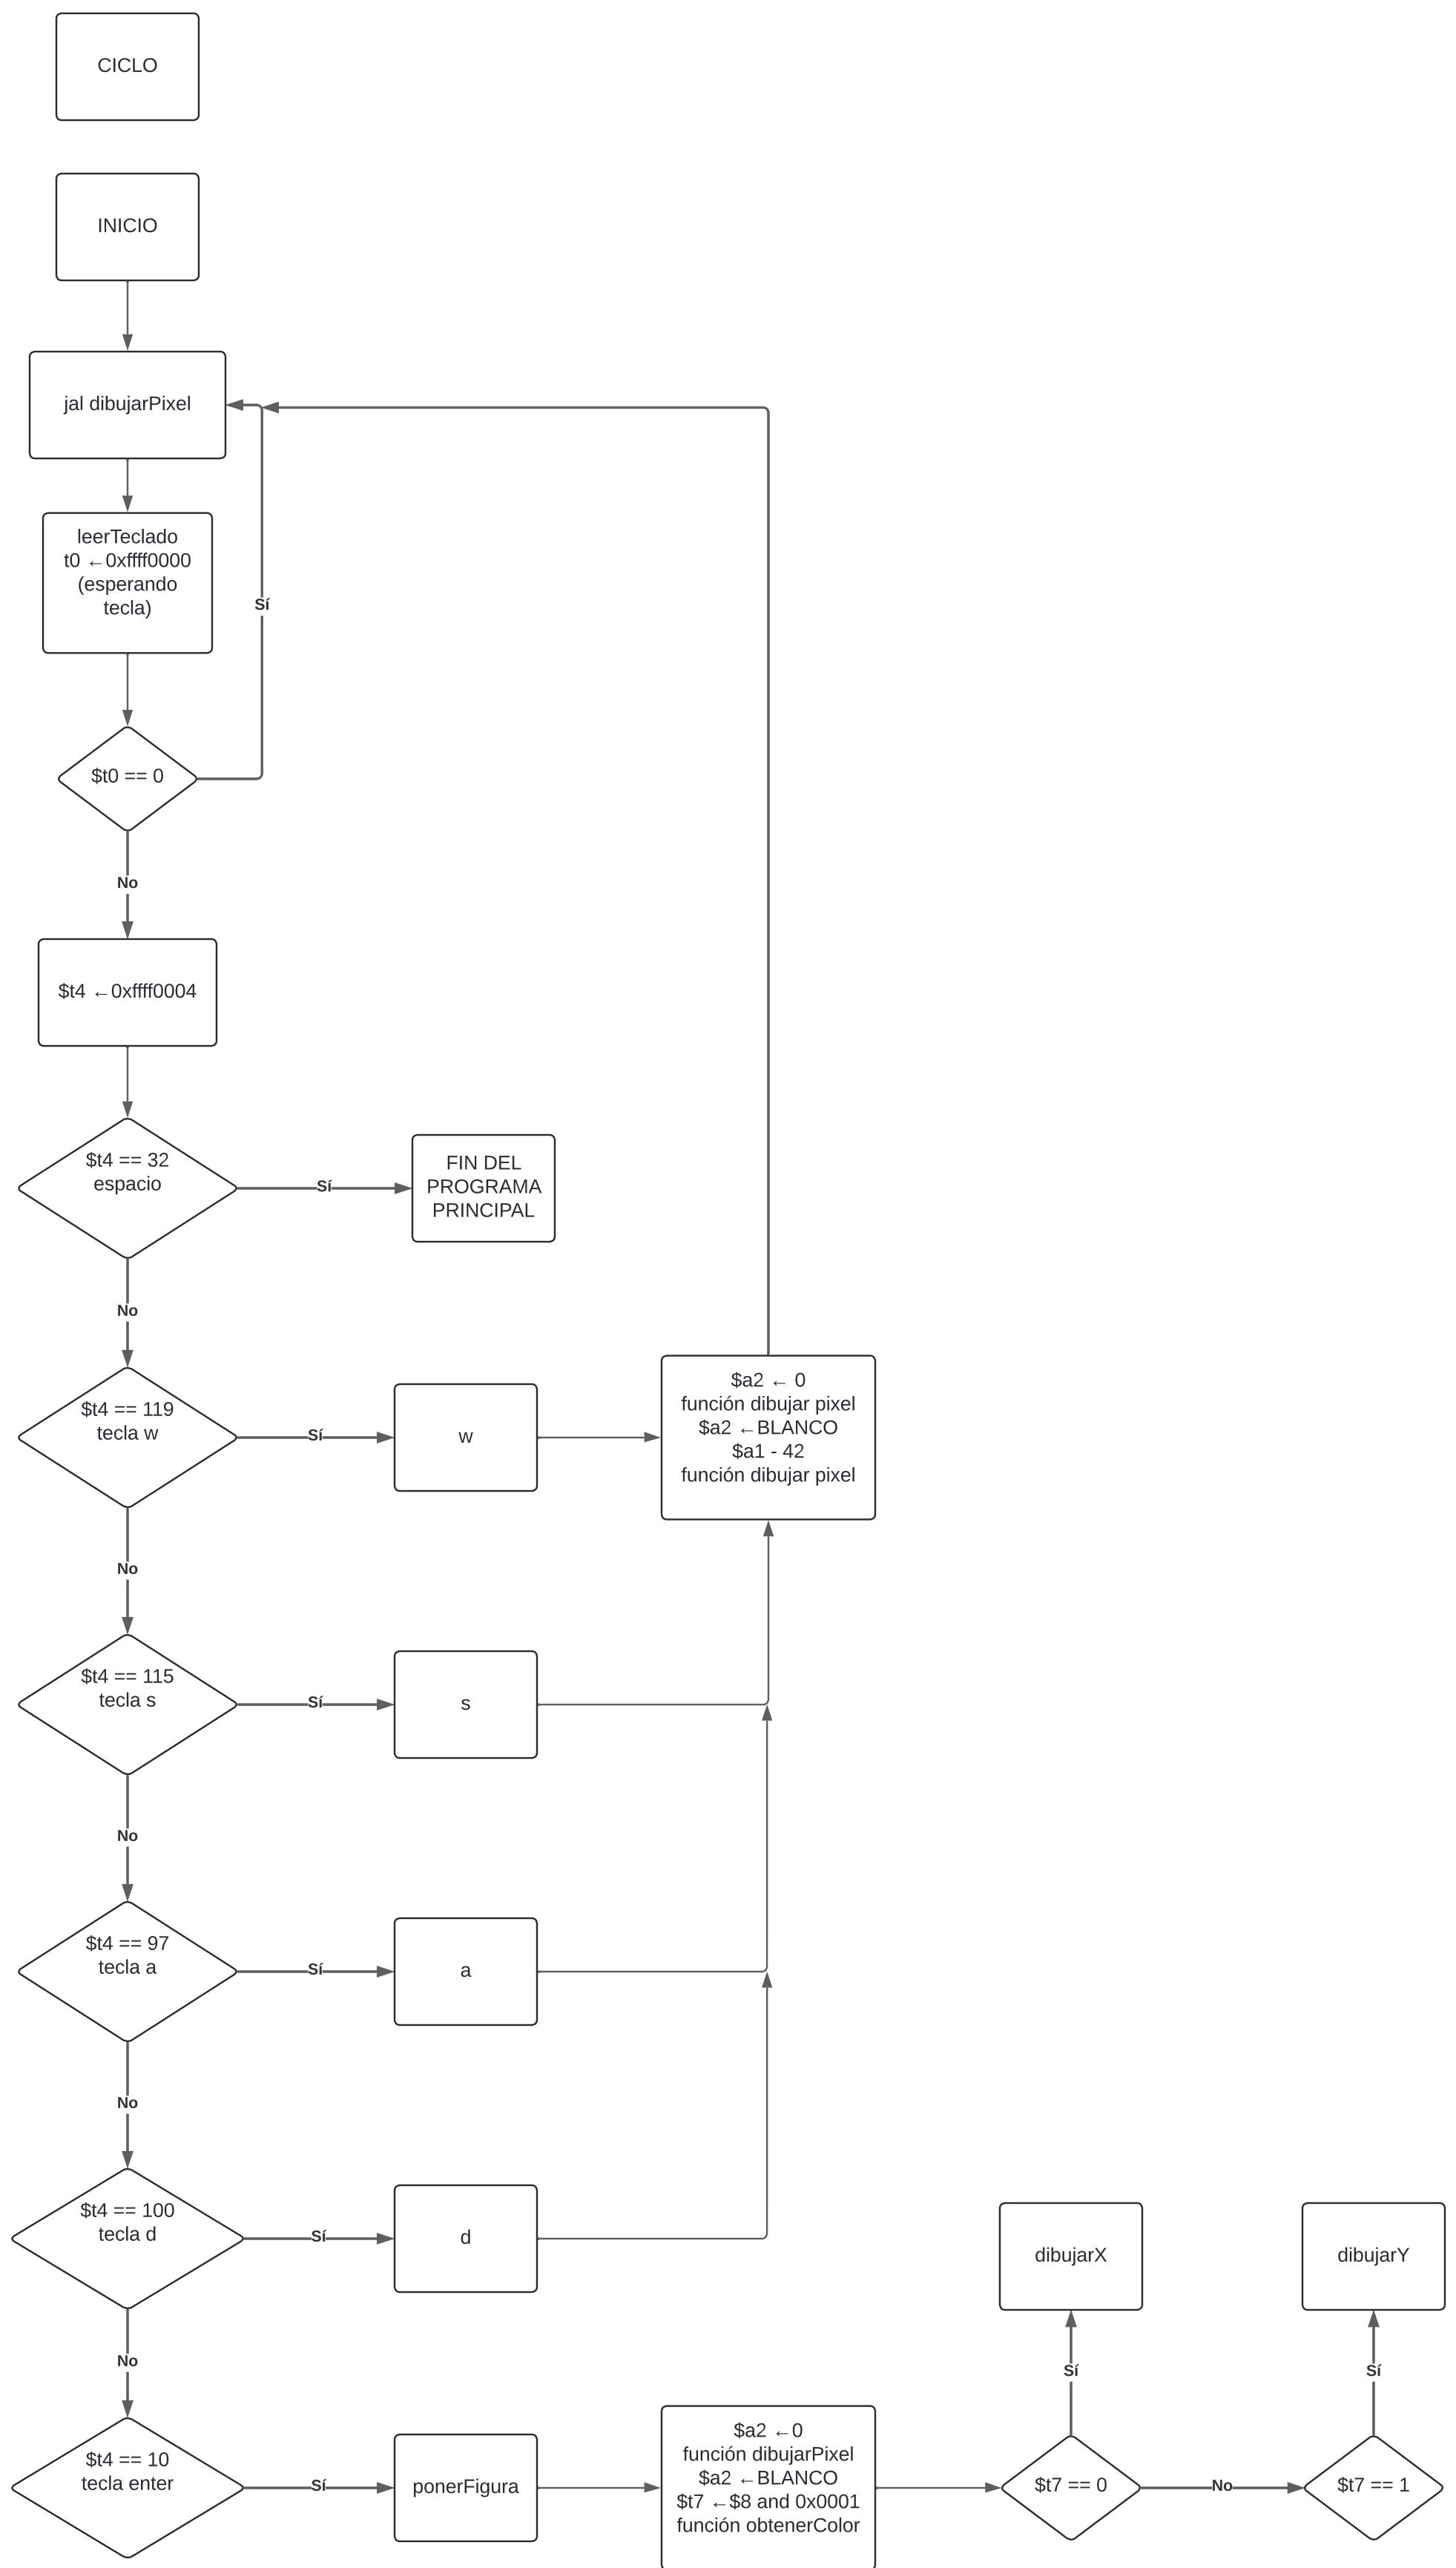 CICLO
INICIO
jal dibujarPixel
leerTeclado
t0 ←0xffff0000
(esperando
tecla)
Sí
$t0 == 0
No
$t4 ←0xffff0004
$t4 == 32
espacio
Sí
FIN DEL
PROGRAMA
PRINCIPAL
No
$t4 == 119
tecla w
Sí
w
$a2 ← 0
función dibujar pixel
$a2 ←BLANCO
$a1 - 42
función dibujar pixel
No
$t4 == 115
tecla s
Sí
s
No
$t4 == 97
tecla a
Sí
a
No
$t4 == 100
tecla d
Sí
d
dibujarX
dibujarY
No
Sí
Sí
$t4 == 10
tecla enter
Sí
ponerFigura
$a2 ←0
función dibujarPixel
$a2 ←BLANCO
$t7 ←$8 and 0x0001
función obtenerColor
$t7 == 0
No
$t7 == 1